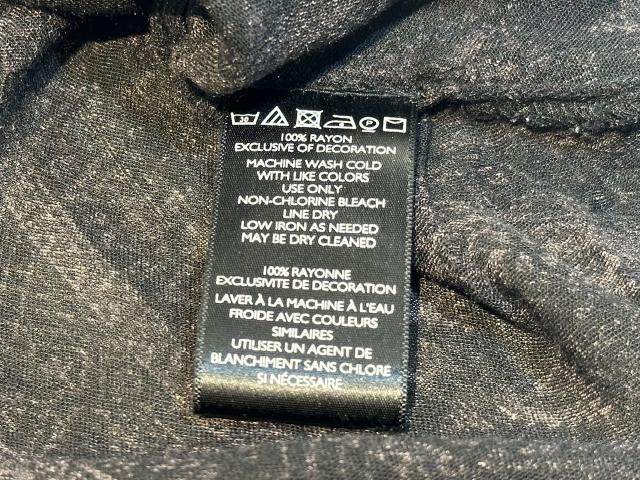 30 P
100% RAYON
EXCLUSIVE OF DECORATION
MACHINE WASH COLD
WITH LIKE COLORS
USE ONLY
NON-CHLORINE BLEACH
LINE DRY
LOW IRON AS NEEDED
MAY BE DRY CLEANED
100% RAYONNE
EXCLUSIVITE DE DECORATION
LAVER À LA MACHINE À L'EAU
FROIDE AVEC COULEURS
SIMILAIRES
UTILISER UN AGENT DE
BLANCHIMENT SANS CHLORE
SI NÉCESSAIRE